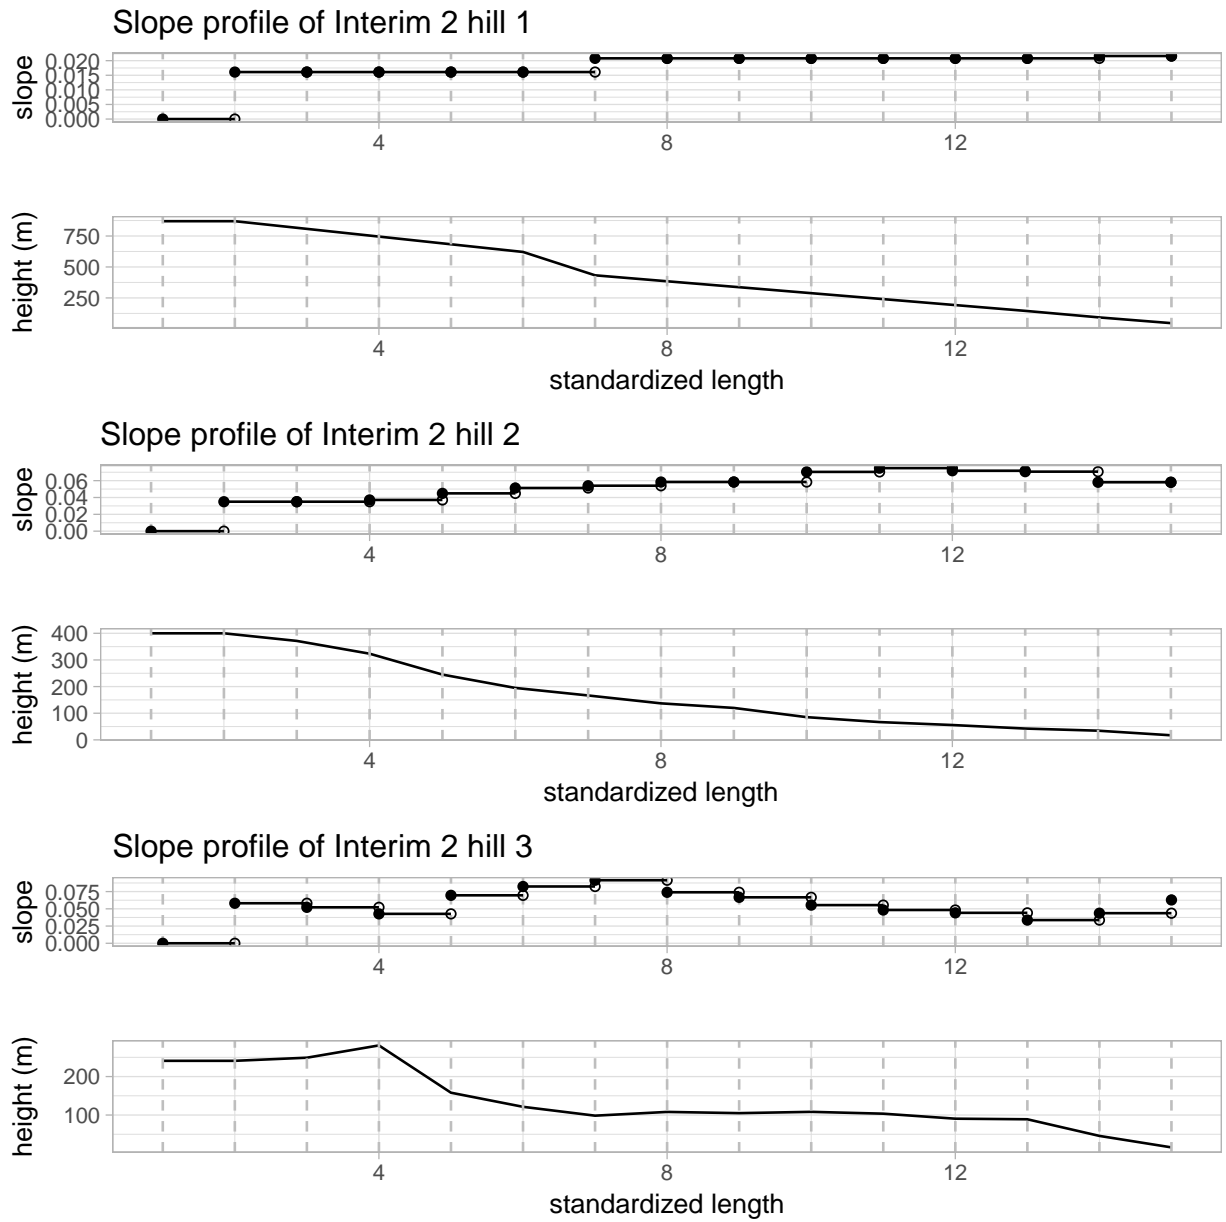 Slope profile of Interim 2 hill 1
slope
0.020
0.015
0.010
0.005
0.000
4 8 12
height (m)
750
500
250
4 8 12
standardized length
Slope profile of Interim 2 hill 2
slope
0.06
0.04
0.02
0.00
4 8 12
height (m)
400
300
200
100
0
4 8 12
standardized length
Slope profile of Interim 2 hill 3
slope
0.075
0.050
0.025
0.000
4 8 12
height (m)
200
100
4 8 12
standardized length